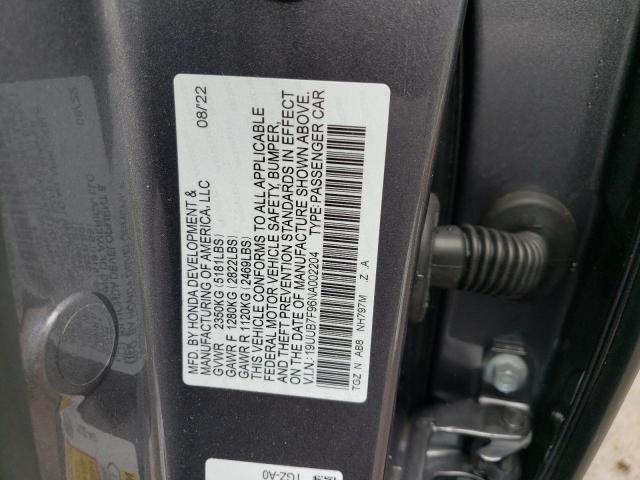 MFD. BY HONDA DEVELOPMENT & 08/22
MANUFACTURING OF AMERICA, LLC
GVWR 2350KG(5181LBS)
GAWR F 1280KG(2822LBS)
GAWR R 1120KG(2469LBS)
THIS VEHICLE CONFORMS TO ALL APPLICABLE
FEDERAL MOTOR VEHICLE SAFETY, BUMPER,
AND THEFT PREVENTION STANDARDS IN EFFECT
ON THE DATE OF MANUFACTURE SHOWN ABOVE.
V.I.N.:19UUB7F96NA002204 TYPE:PASSENGER CAR
TGZ N AB8 NH797M .Z .A
TGZ-A0